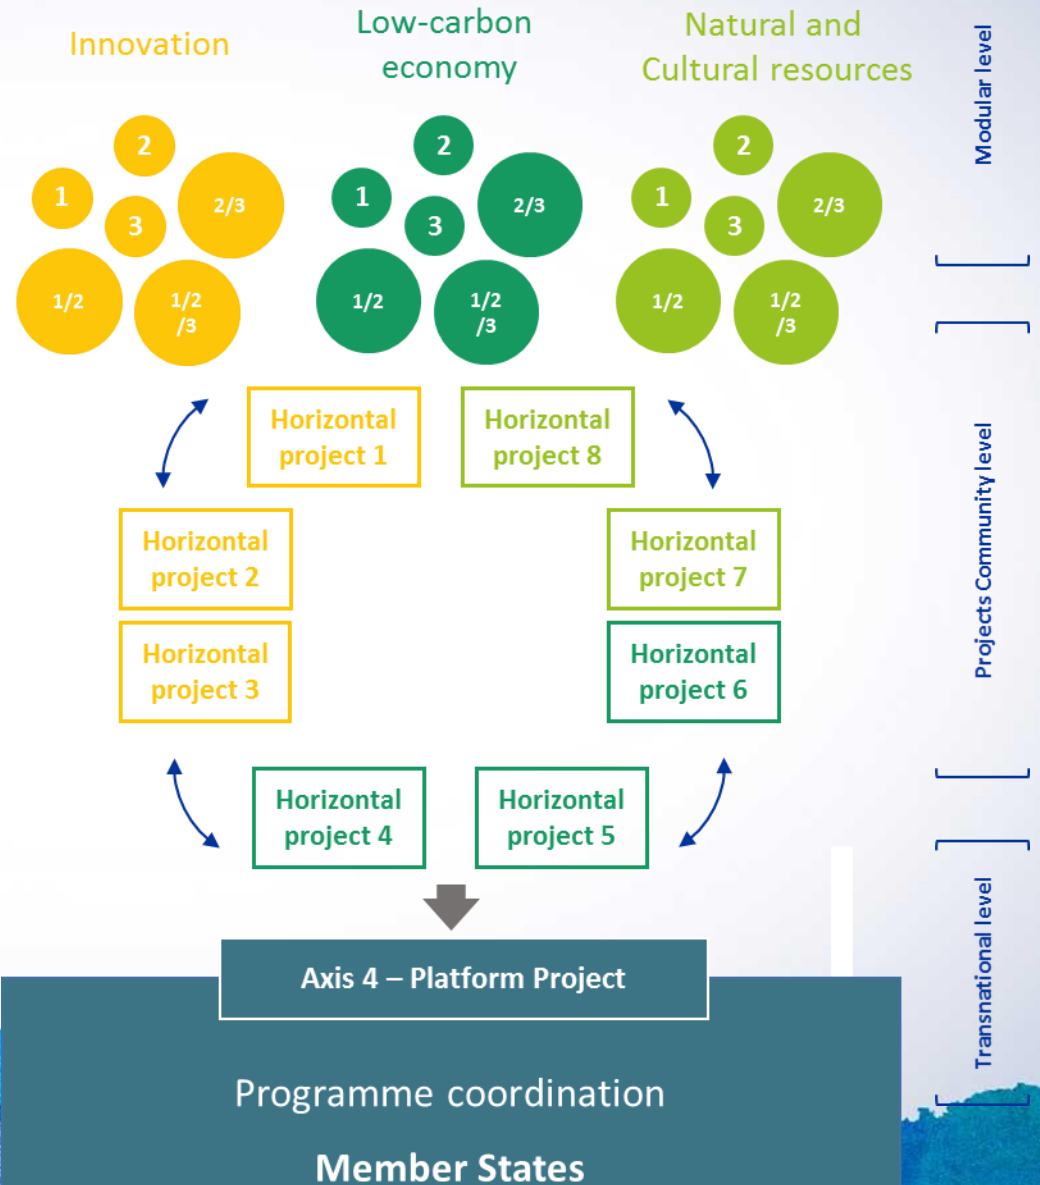 Innovation
Low-carbon
economy
Natural and
Cultural resources
Modular level
2
1
3
2/3
1/2
1/2
/3
2
1
3
2/3
1/2
1/2
/3
2
1
3
2/3
1/2
1/2
/3
Horizontal
project 1
Horizontal
project 8
Horizontal
project 2
Horizontal
project 7
Horizontal
project 3
Horizontal
project 6
Projects Community level
Horizontal
project 4
Horizontal
project 5
Axis 4 – Platform Project
Programme coordination
Member States
Transnational level